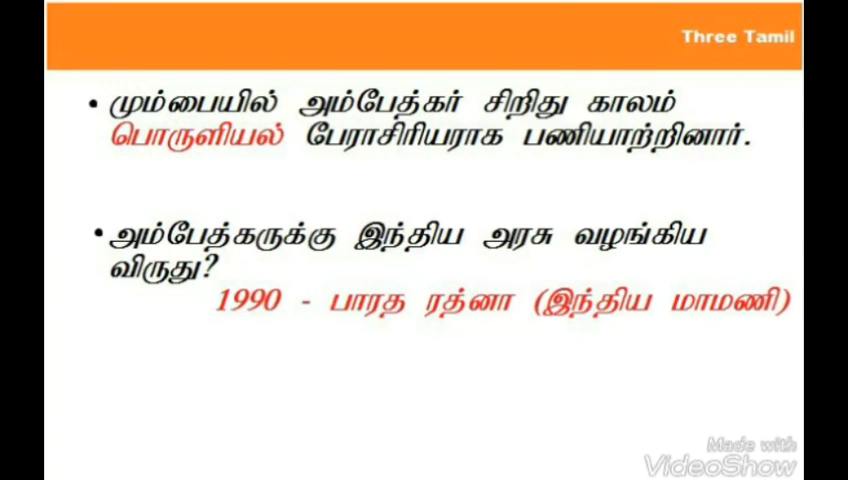 Three Tamil
• மும்பையில் அம்பேத்கர் சிறிது காலம்
பொருளியல் பேராசிரியராக பணியாற்றினார்.
• அம்பேத்கருக்கு இந்திய அரசு வழங்கிய
விருது?
1990 - பாரத ரத்னா (இந்திய மாமணி)
Made with
VideoShow